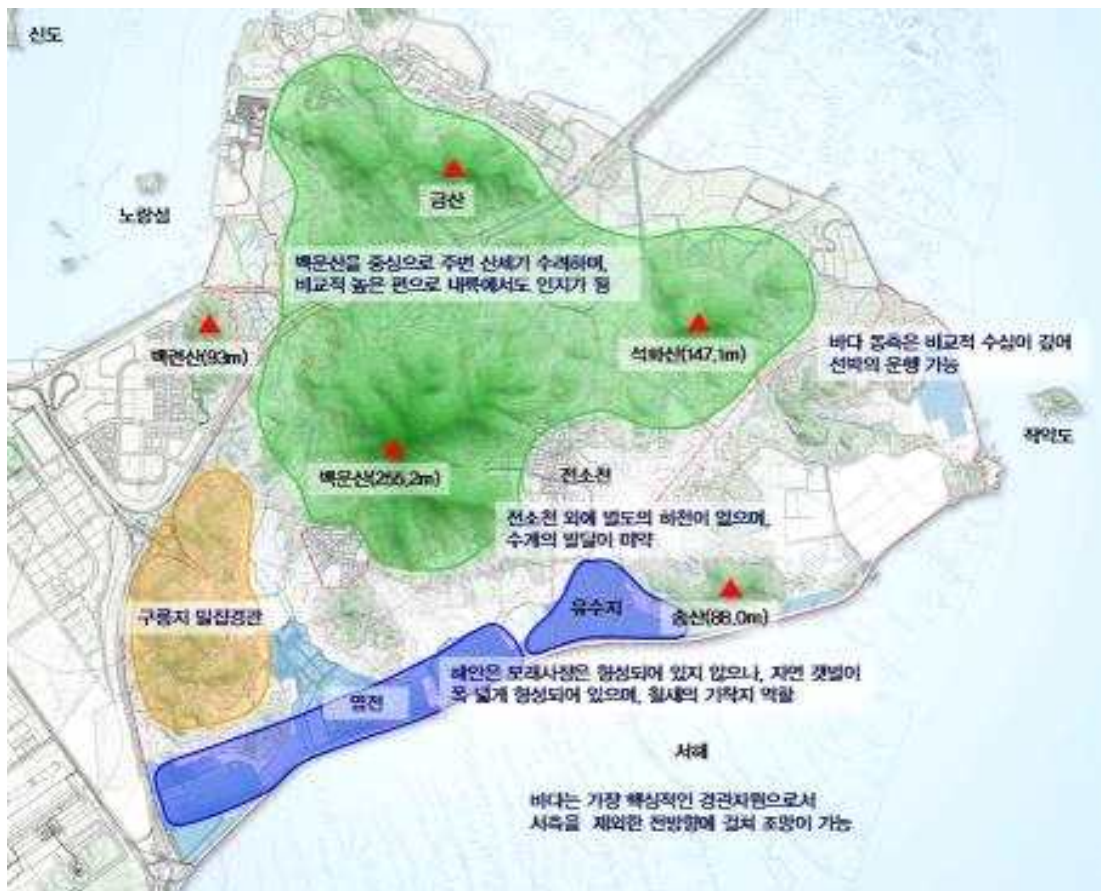 신도
금산
노랑섬
백운산을 중심으로 주변 산세가 수려하며,
비교적 높은 편으로 내륙에서도 인지가 됨
백련산(93m)
석화산(147.1m)
바다 동측은 비교적 수심이 깊어
선박의 운행 가능
작약도
백운산(255.2m)
전소천
전소천 외에 별도의 하천이 없으며,
수계의 발달이 미약
구릉지 밀집경관
유수지
송산(88.0m)
해안은 모래사장은 형성되어 있지 않으나, 자연 갯벌이
폭 넓게 형성되어 있으며, 철새의 기착지 역할
염전
서해
바다는 가장 핵심적인 경관자원으로서
서측을 제외한 전방향에 걸쳐 조망이 가능